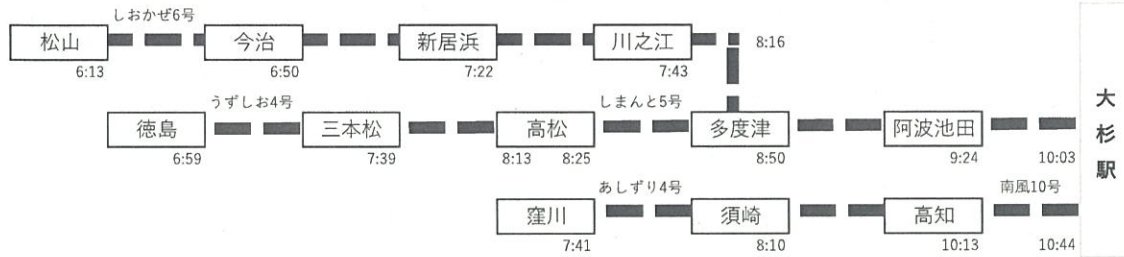 しおかぜ6号
松山 今治 新居浜 川之江 8:16
6:13 6:50 7:22 7:43
うずしお4号 しまんと5号
徳島 三本松 高松 多度津 阿波池田
6:59 7:39 8:13 8:25 8:50 9:24 10:03
あしずり4号 南風10号
窪川 須崎 高知
7:41 8:10 10:13 10:44
大杉駅